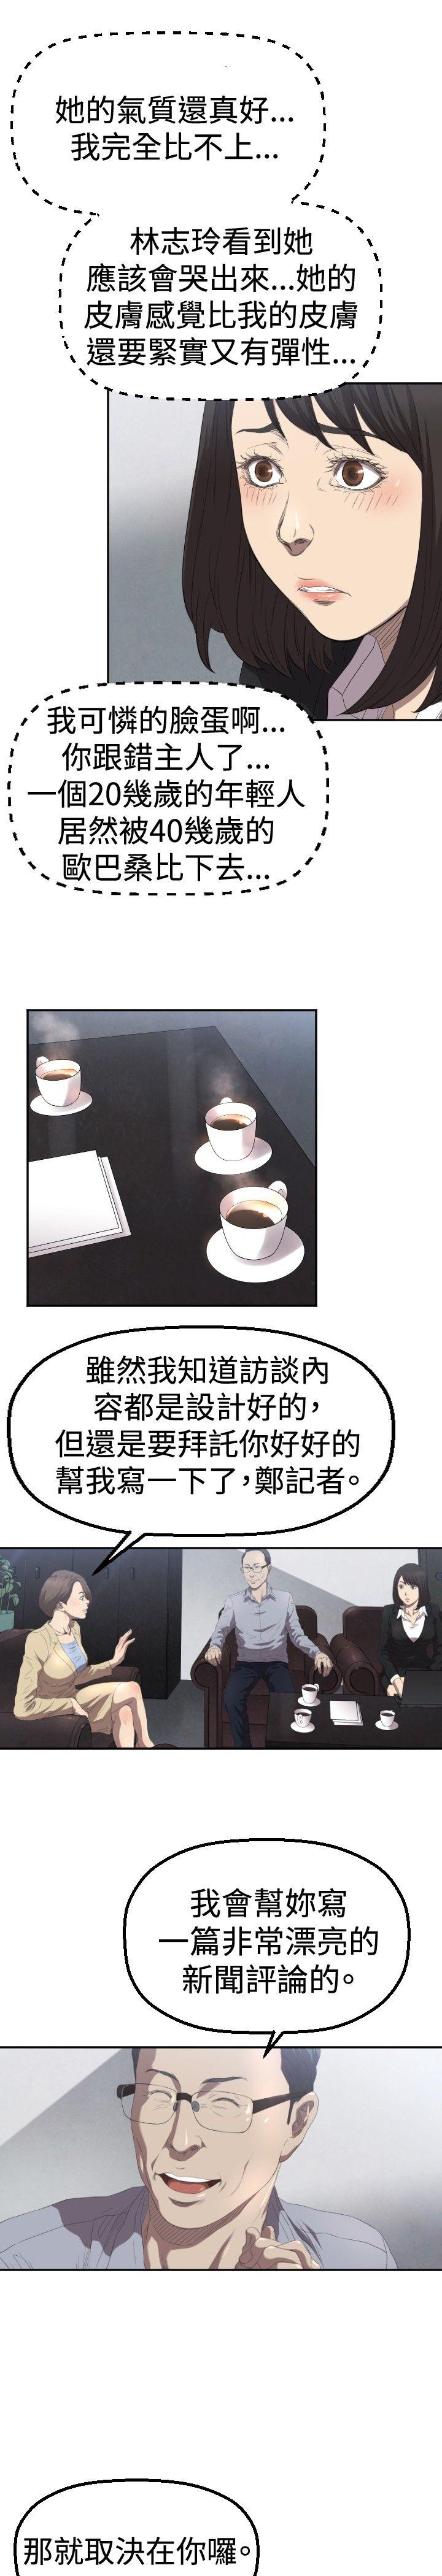 她的氣質還真好...
我完全比不上...
林志玲看到她
應該會哭出來...她的
皮膚感覺比我的皮膚
還要緊實又有彈性...
我可憐的臉蛋啊...
你跟錯主人了...
一個20幾歲的年輕人
居然被40幾歲的
歐巴桑比下去...
雖然我知道訪談內
容都是設計好的,
但還是要拜託你好好的
幫我寫一下了,鄭記者。
我會幫妳寫
一篇非常漂亮的
新聞評論的。
那就取決在你囉。